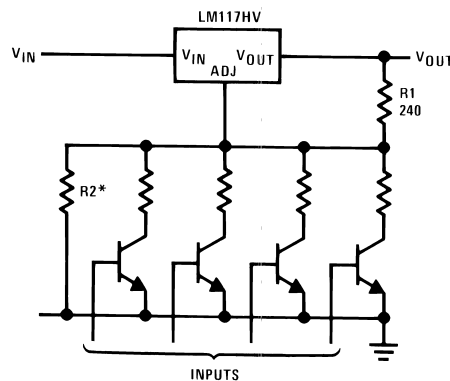 LM117HV
VIN
VIN
VOUT
ADJ
VOUT
R1
240
R2*
INPUTS